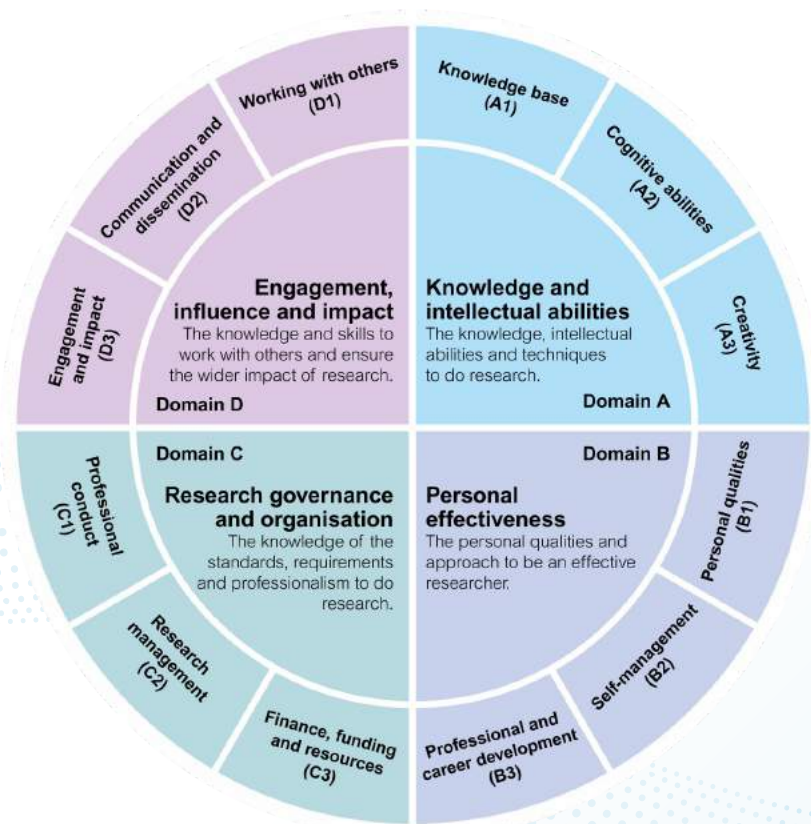 Working with others
(D1)
Communication and
dissemination
(D2)
Engagement
and impact
(D3)
Engagement,
influence and impact
The knowledge and skills to
work with others and ensure
the wider impact of research.
Domain D
Knowledge base
(A1)
Cognitive abilities
(A2)
Creativity
(A3)
Knowledge and
intellectual abilities
The knowledge, intellectual
abilities and techniques
to do research.
Domain A
Domain C
Research governance
and organisation
The knowledge of the
standards, requirements
and professionalism to do
research.
Professional
conduct
(C1)
Research
management
(C2)
Finance, funding
and resources
(C3)
Domain B
Personal
effectiveness
The personal qualities and
approach to be an effective
researcher.
Personal qualities
(B1)
Self-management
(B2)
Professional and
career development
(B3)